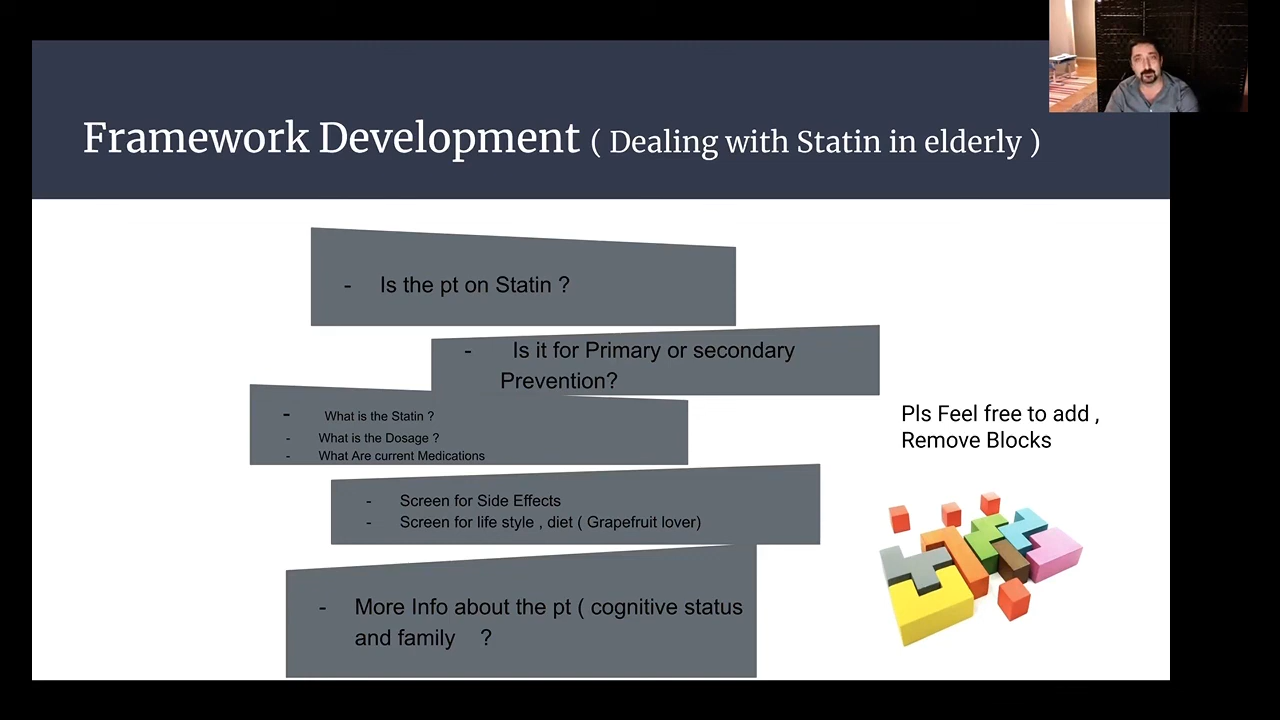 Framework Development ( Dealing with Statin in elderly )
- Is the pt on Statin ?
- Is it for Primary or secondary
Prevention?
- What is the Statin ?
- What is the Dosage ?
- What Are current Medications
- Screen for Side Effects
- Screen for life style , diet ( Grapefruit lover)
- More Info about the pt ( cognitive status
and family ?
Pls Feel free to add ,
Remove Blocks